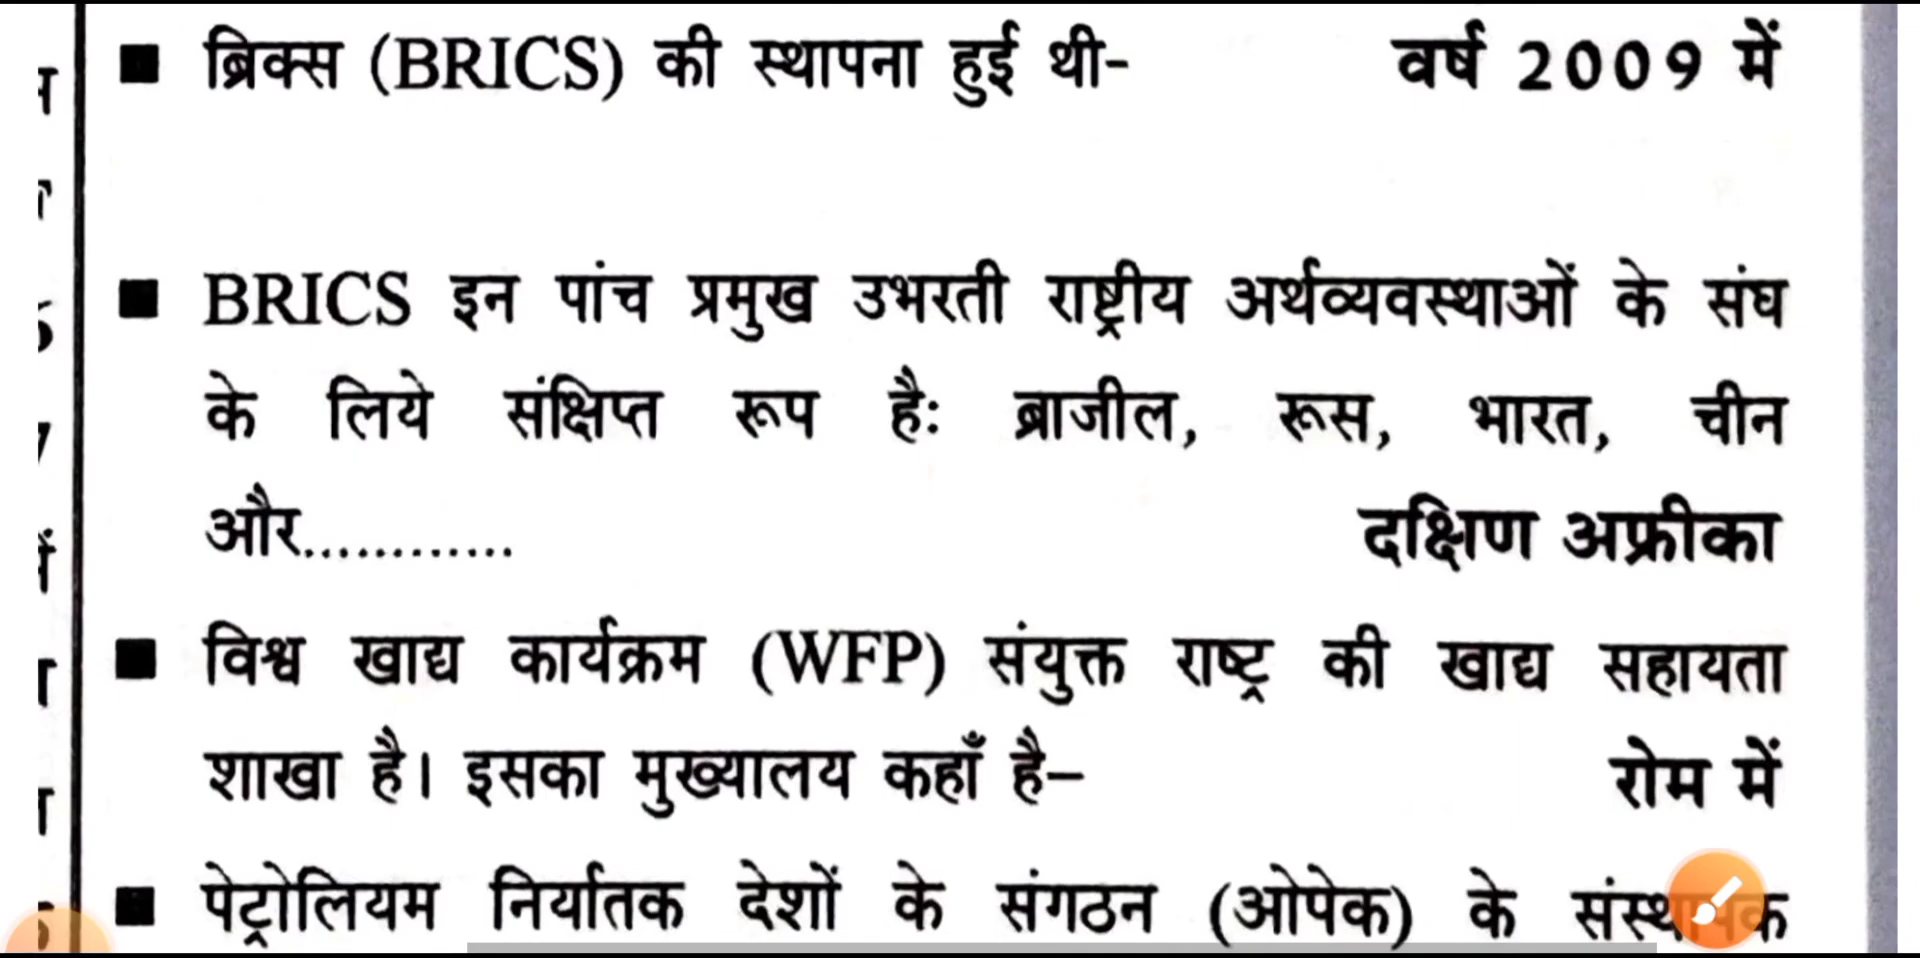 ■ ब्रिक्स (BRICS) की स्थापना हुई थी- वर्ष 2009 में
■ BRICS इन पांच प्रमुख उभरती राष्ट्रीय अर्थव्यवस्थाओं के संघ
के लिये संक्षिप्त रूप है: ब्राजील, रूस, भारत, चीन
और............ दक्षिण अफ्रीका
■ विश्व खाद्य कार्यक्रम (WFP) संयुक्त राष्ट्र की खाद्य सहायता
शाखा है। इसका मुख्यालय कहाँ है– रोम में
■ पेट्रोलियम निर्यातक देशों के संगठन (ओपेक) के